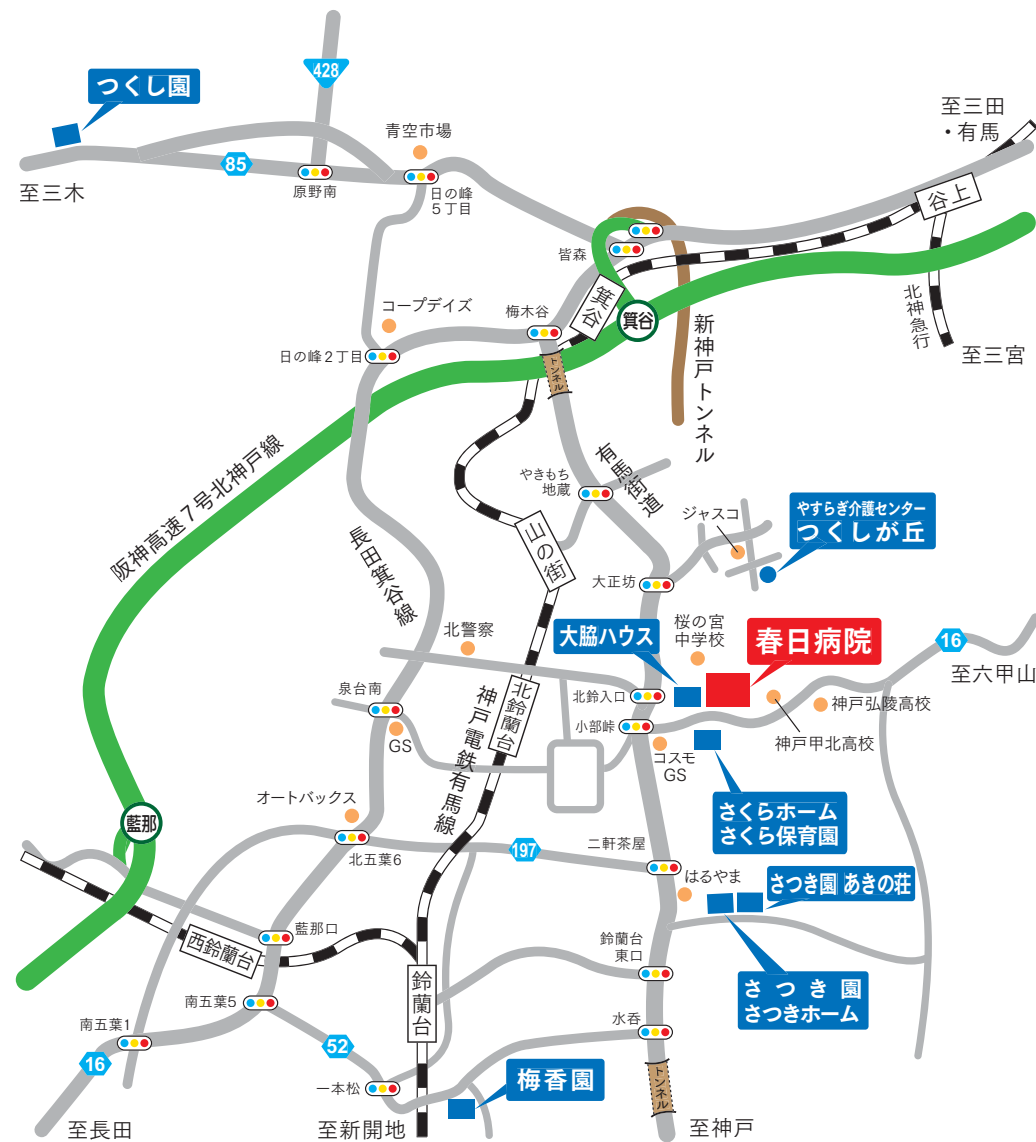 428
つくし園
至三田
・有馬
青空市場
85
至三木
原野南
日の峰
5丁目
谷上
皆森
箕谷
箕谷
北神急行
コープデイズ
梅木谷
新神戸トンネル
至三宮
日の峰2丁目
トンネル
阪神高速7号北神戸線
有馬街道
やきもち
地蔵
ジャスコ
やすらぎ介護センター
つくしが丘
山の街
長田箕谷線
大正坊
北警察
大脇ハウス
桜の宮
中学校
春日病院
16
至六甲山
泉台南
北鈴蘭台
北鈴入口
神戸弘陵高校
GS
神戸電鉄有馬線
小部峠
コスモ
GS
神戸甲北高校
オートバックス
さくらホーム
さくら保育園
藍那
北五葉6
197
二軒茶屋
はるやま
さつき園 あきの荘
藍那口
西鈴蘭台
鈴蘭台
東口
鈴蘭台
さつき園
さつきホーム
南五葉5
南五葉1
水呑
52
16
一本松
梅香園
トンネル
至長田
至新開地
至神戸